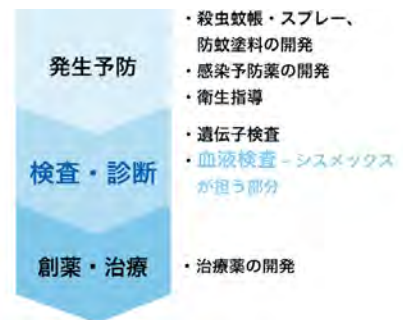 発生予防
・殺虫蚊帳・スプレー、
防蚊塗料の開発
・感染予防薬の開発
・衛生指導
検査・診断
・遺伝子検査
・血液検査 – シスメックス
が担う部分
創薬・治療
・治療薬の開発